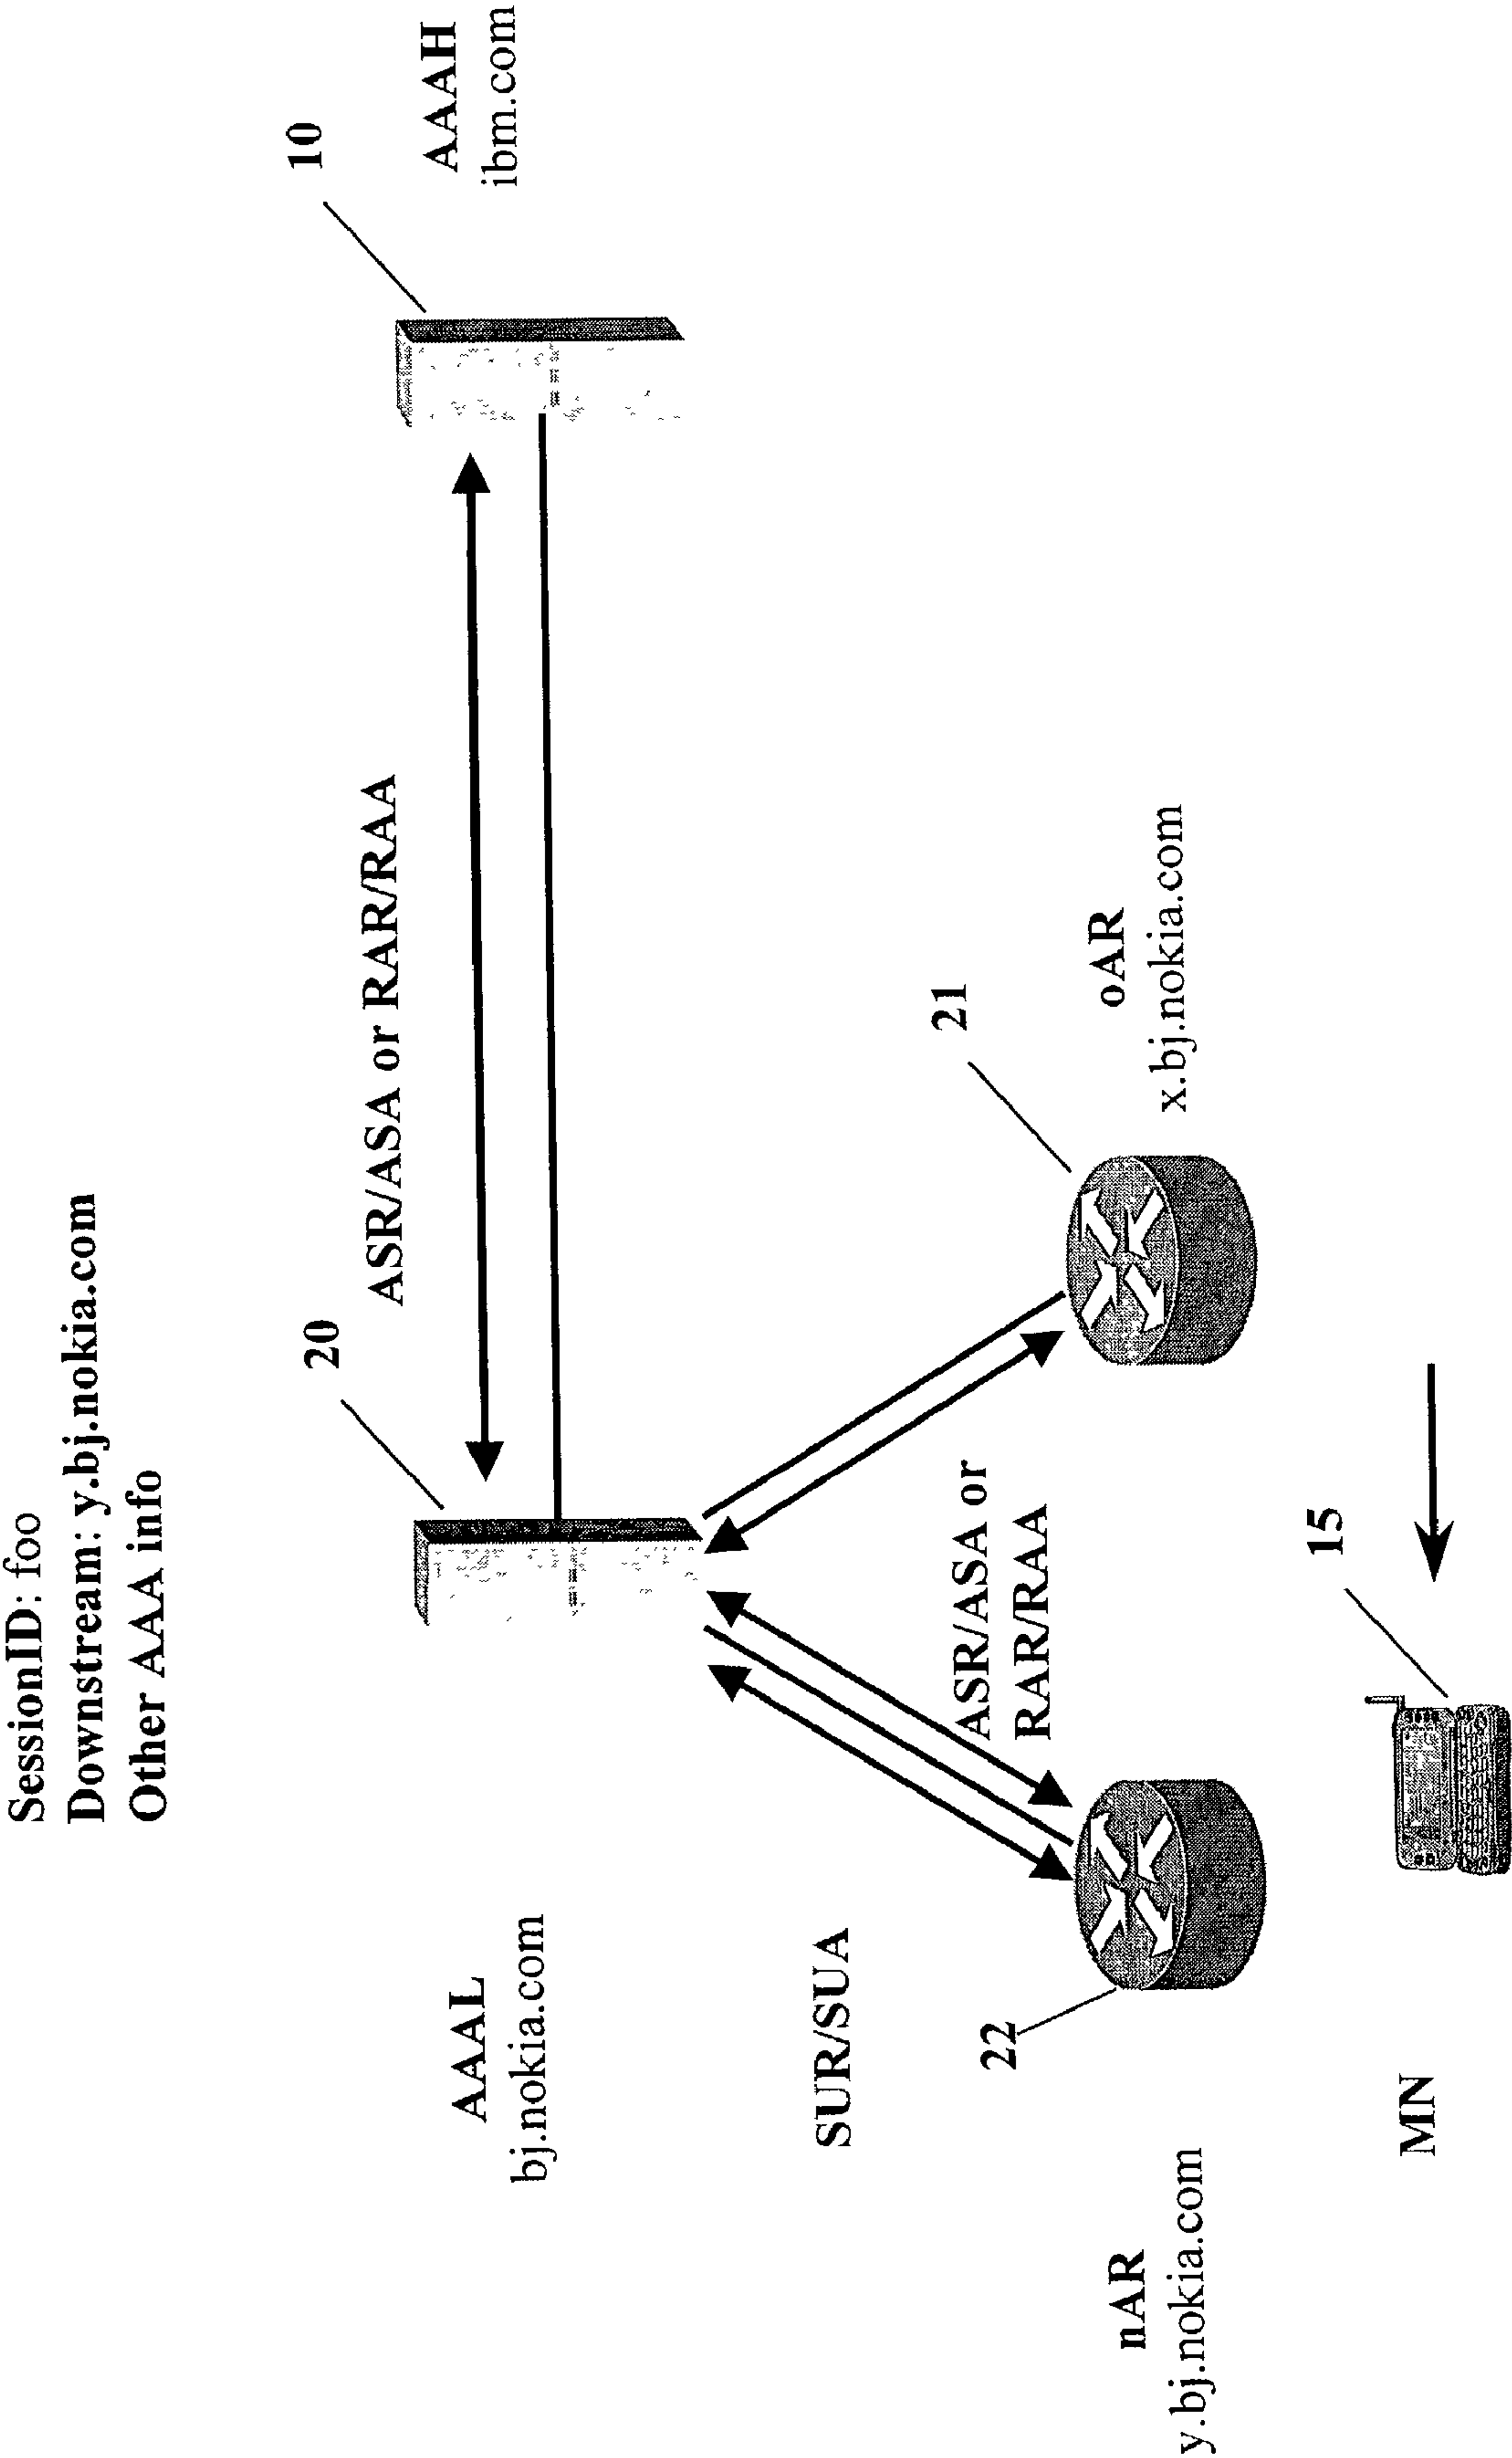 SessionID: foo
Downstream: y.bj.nokia.com
Other AAA info
20
ASR/ASA or RAR/RAA
10
AAAH
ibm.com
AAAL
bj.nokia.com
SUR/SUA
ASR/ASA or
RAR/RAA
21
oAR
x.bj.nokia.com
22
nAR
y.bj.nokia.com
15
MN